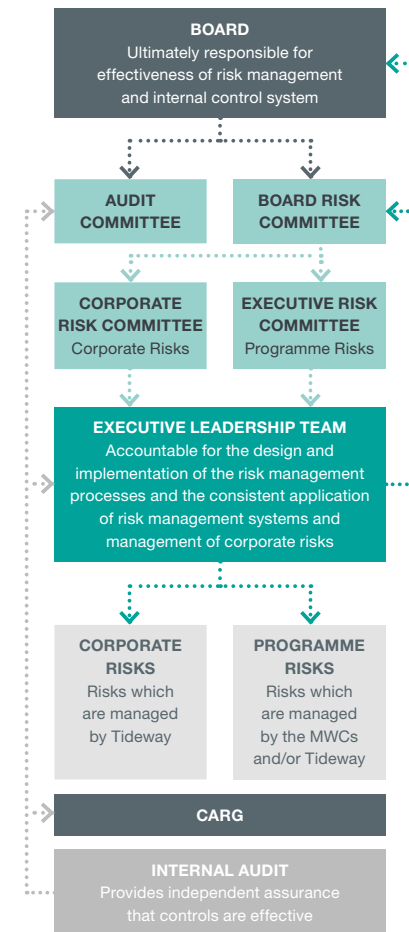 BOARD
Ultimately responsible for
effectiveness of risk management
and internal control system
AUDIT
COMMITTEE
BOARD RISK
COMMITTEE
CORPORATE
RISK COMMITTEE
Corporate Risks
EXECUTIVE RISK
COMMITTEE
Programme Risks
EXECUTIVE LEADERSHIP TEAM
Accountable for the design and
implementation of the risk management
processes and the consistent application
of risk management systems and
management of corporate risks
CORPORATE
RISKS
Risks which
are managed
by Tideway
PROGRAMME
RISKS
Risks which
are managed
by the MWCs
and/or Tideway
CARG
INTERNAL AUDIT
Provides independent assurance
that controls are effective